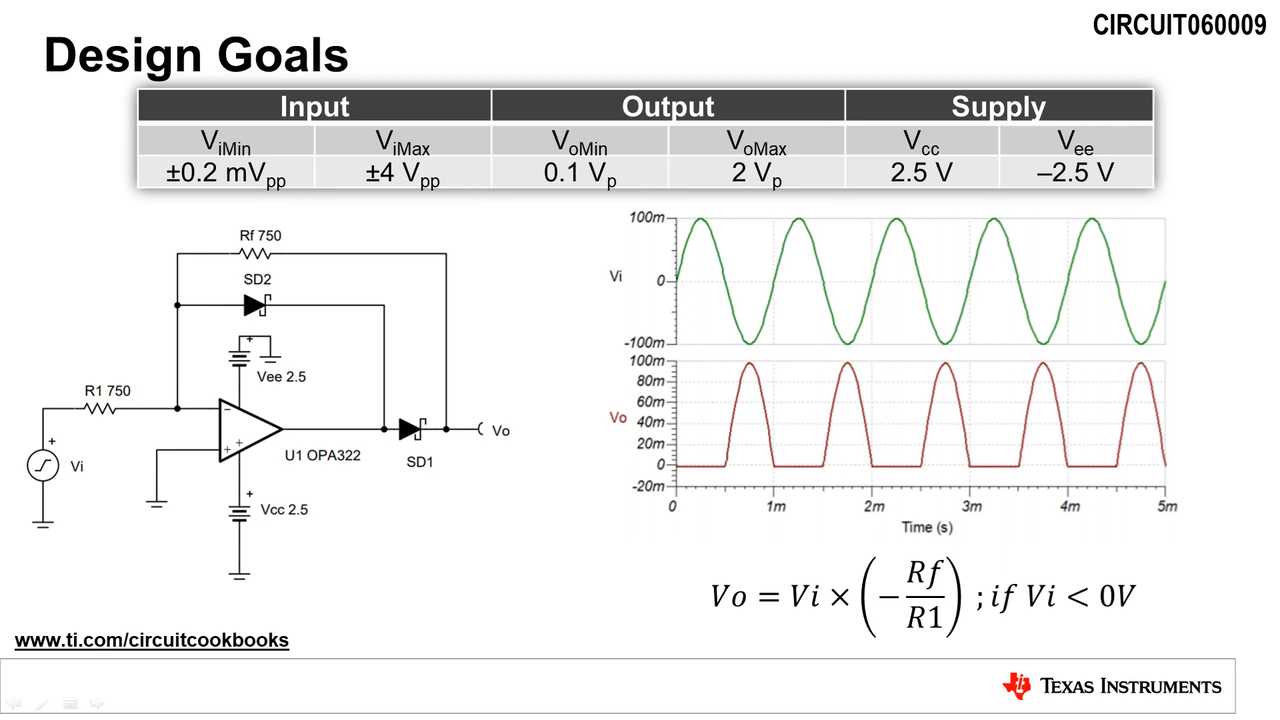 CIRCUIT060009
Design Goals
Input Output Supply
ViMin ViMax VoMin VoMax Vcc Vee
±0.2 mVpp ±4 Vpp 0.1 Vp 2 Vp 2.5 V –2.5 V
Rf 750
SD2
+
Vee 2.5
R1 750
+
Vi
−
+
+
U1 OPA322
SD1
Vo
+
Vcc 2.5
100m
Vi
0
-100m
100m
80m
60m
Vo
40m
20m
0
-20m
0 1m 2m 3m 4m 5m
Time (s)
Vo = Vi × (− Rf/R1) ; if Vi < 0V
www.ti.com/circuitcookbooks
TEXAS INSTRUMENTS